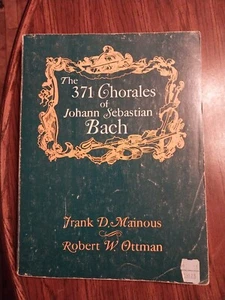 The
371 Chorales
of
Johann Sebastian
Bach
Frank D. Mainous
Robert W. Ottman